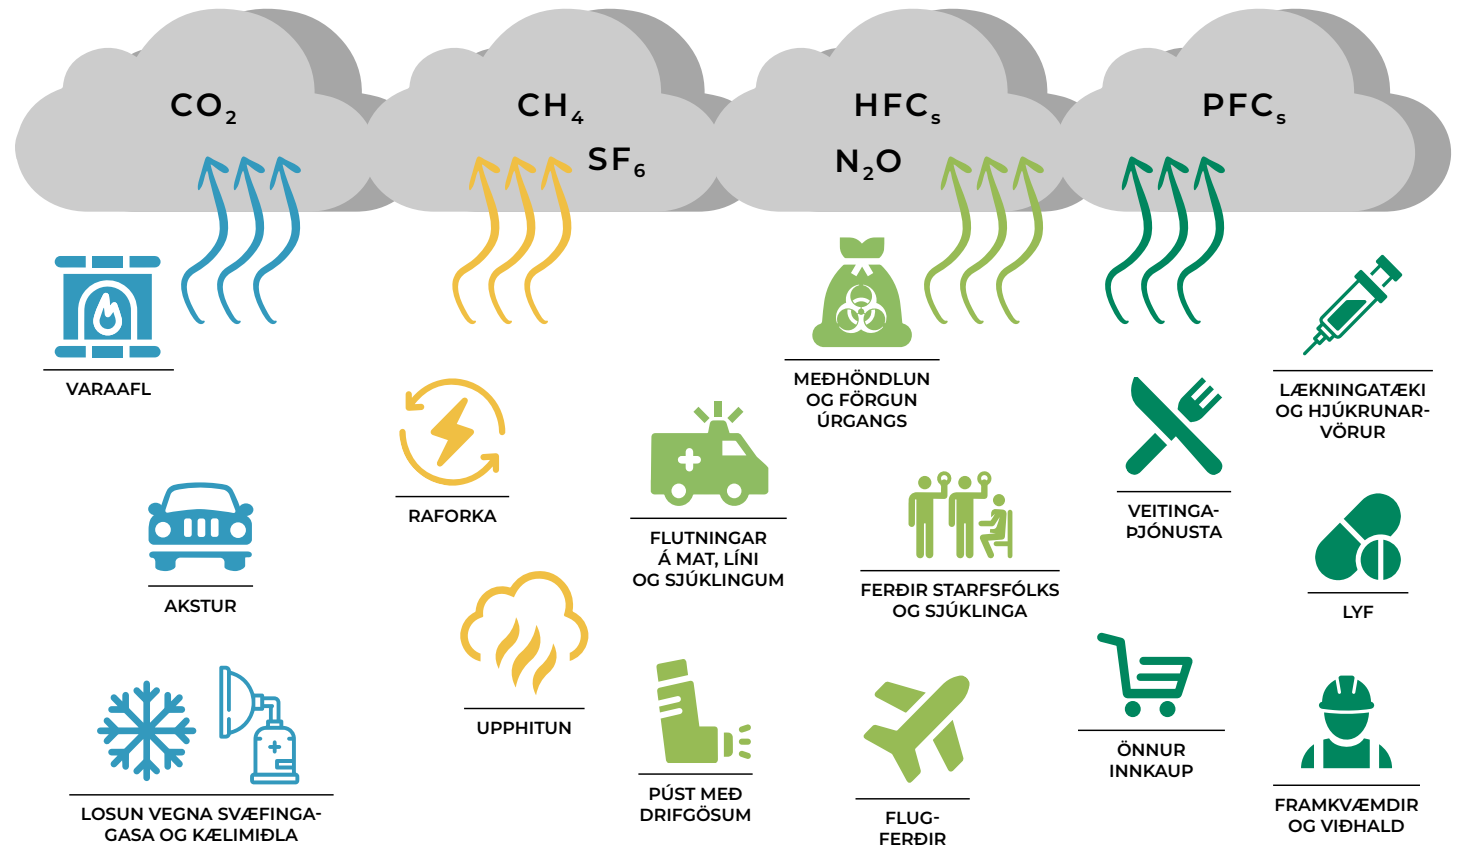 CO₂
CH₄
SF₆
HFCₛ
N₂O
PFCₛ
VARAAFL
AKSTUR
LOSUN VEGNA SVÆFINGA-
GASA OG KÆLIMIÐLA
RAFORKA
UPPHITUN
MEÐHÖNDLUN
OG FÖRGUN
ÚRGANGS
FLUTNINGAR
Á MAT, LÍNI
OG SJÚKLINGUM
FERÐIR STARFSFÓLKS
OG SJÚKLINGA
PÚST MEÐ
DRIFGÖSUM
FLUG-
FERÐIR
LÆKNINGATÆKI
OG HJÚKRUNAR-
VÖRUR
VEITINGA-
ÞJÓNUSTA
LYF
ÖNNUR
INNKAUP
FRAMKVÆMDIR
OG VIÐHALD